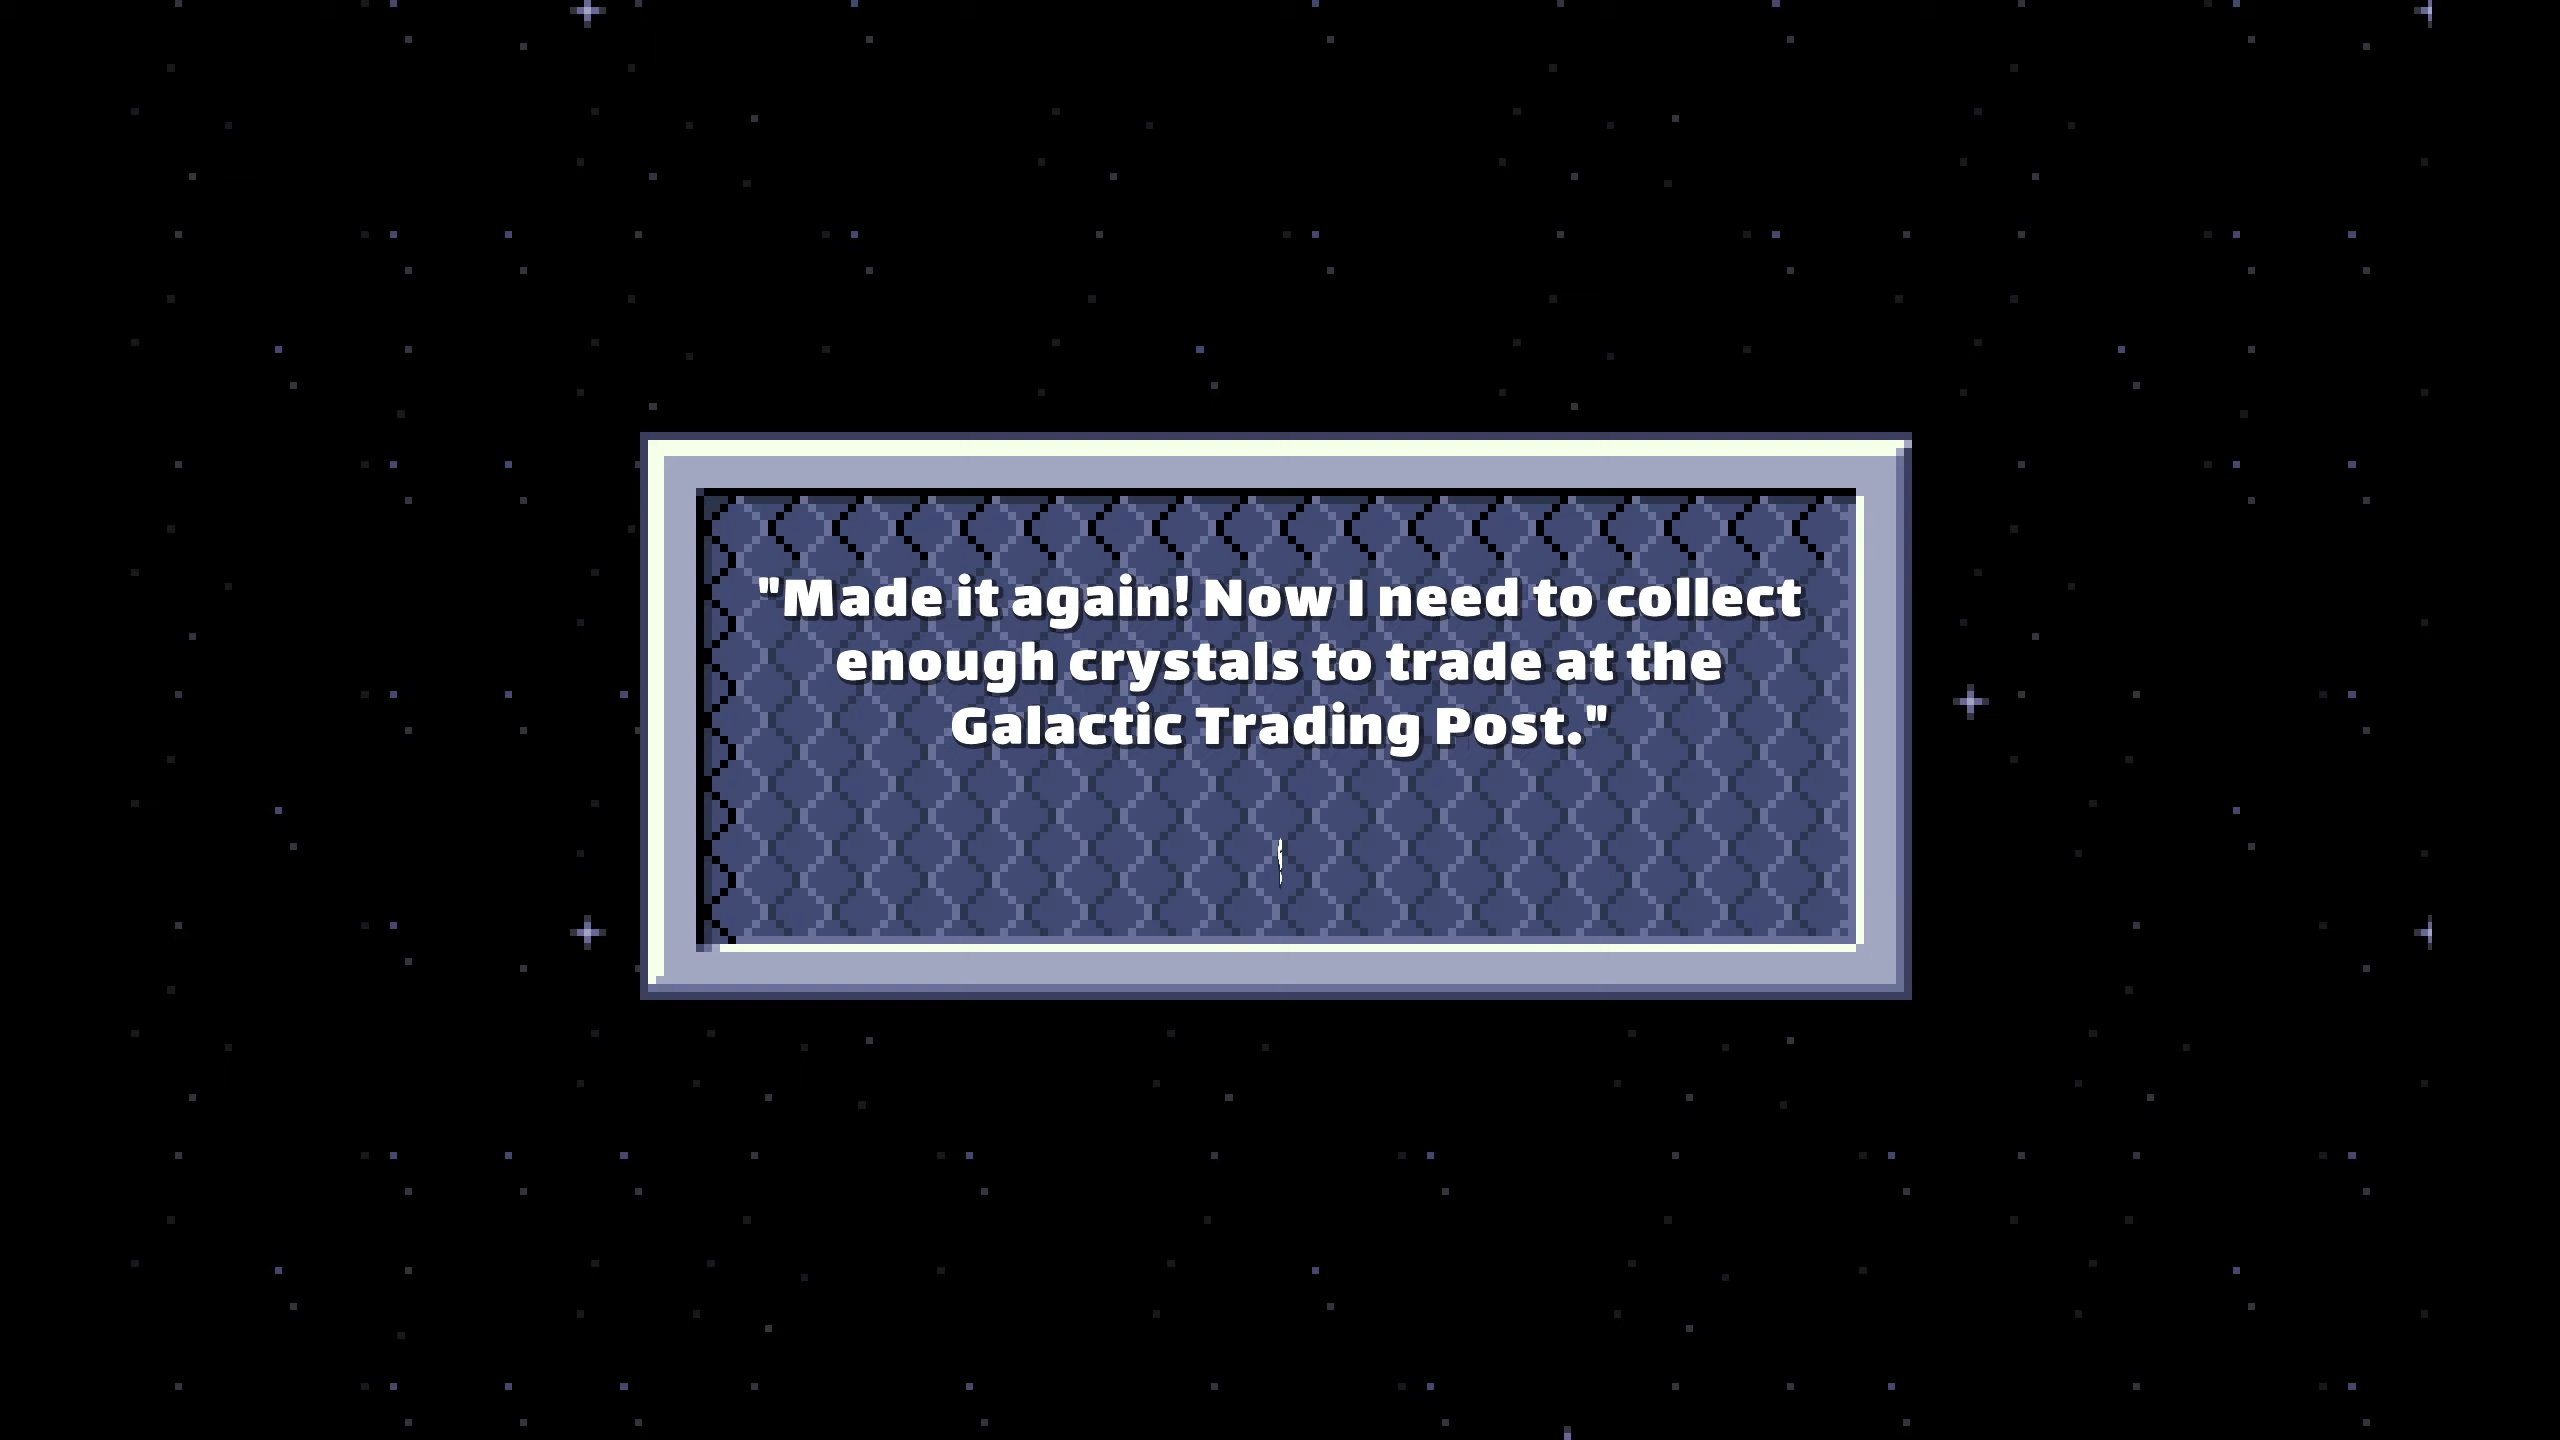 "Made it again! Now I need to collect
enough crystals to trade at the
Galactic Trading Post."